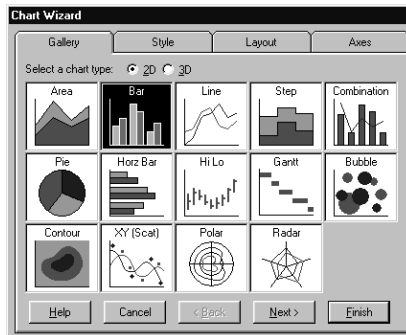 Chart Wizard
Gallery Style Layout Axes
Select a chart type: 2D 3D
Area Bar Line Step Combination
Pie Horz Bar Hi Lo Gantt Bubble
Contour XY (Scat) Polar Radar
Help Cancel < Back Next > Finish